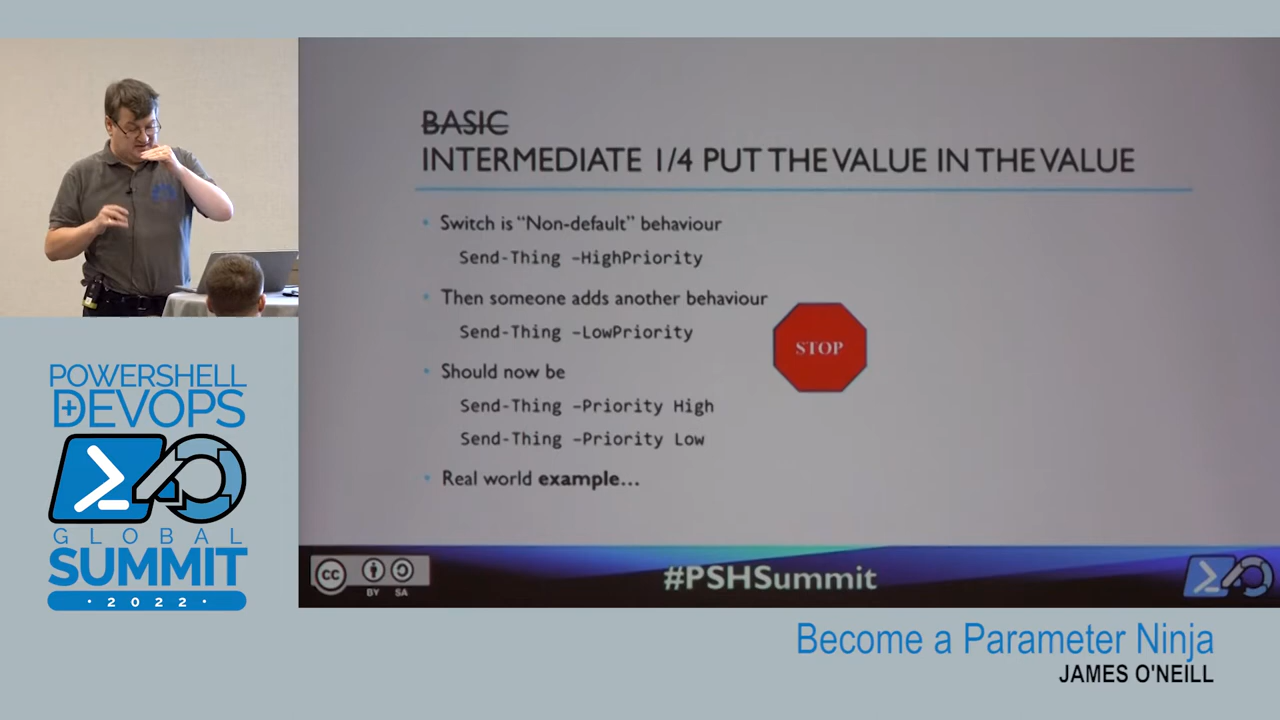 BASIC
INTERMEDIATE 1/4 PUT THE VALUE IN THE VALUE
• Switch is “Non-default” behaviour
Send-Thing –HighPriority
• Then someone adds another behaviour
Send-Thing –LowPriority
STOP
• Should now be
Send-Thing –Priority High
Send-Thing –Priority Low
• Real world example...
cc
BY SA
#PSHSummit
POWERSHELL
DEVOPS
GLOBAL
SUMMIT
· 2022 ·
Become a Parameter Ninja
JAMES O'NEILL